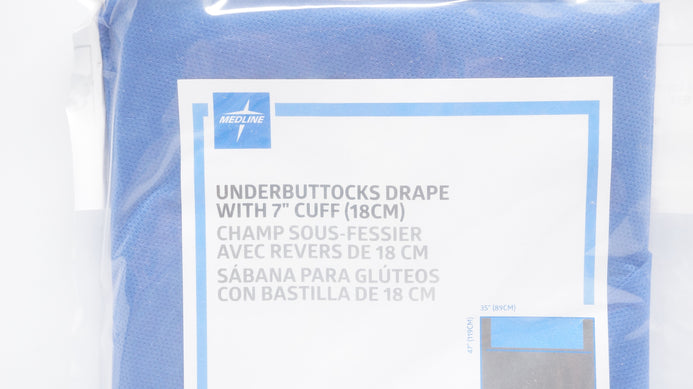 MEDLINE
UNDERBUTTOCKS DRAPE
WITH 7" CUFF (18CM)
CHAMP SOUS-FESSIER
AVEC REVERS DE 18 CM
SÁBANA PARA GLÚTEOS
CON BASTILLA DE 18 CM
35" (89CM)
47" (119CM)